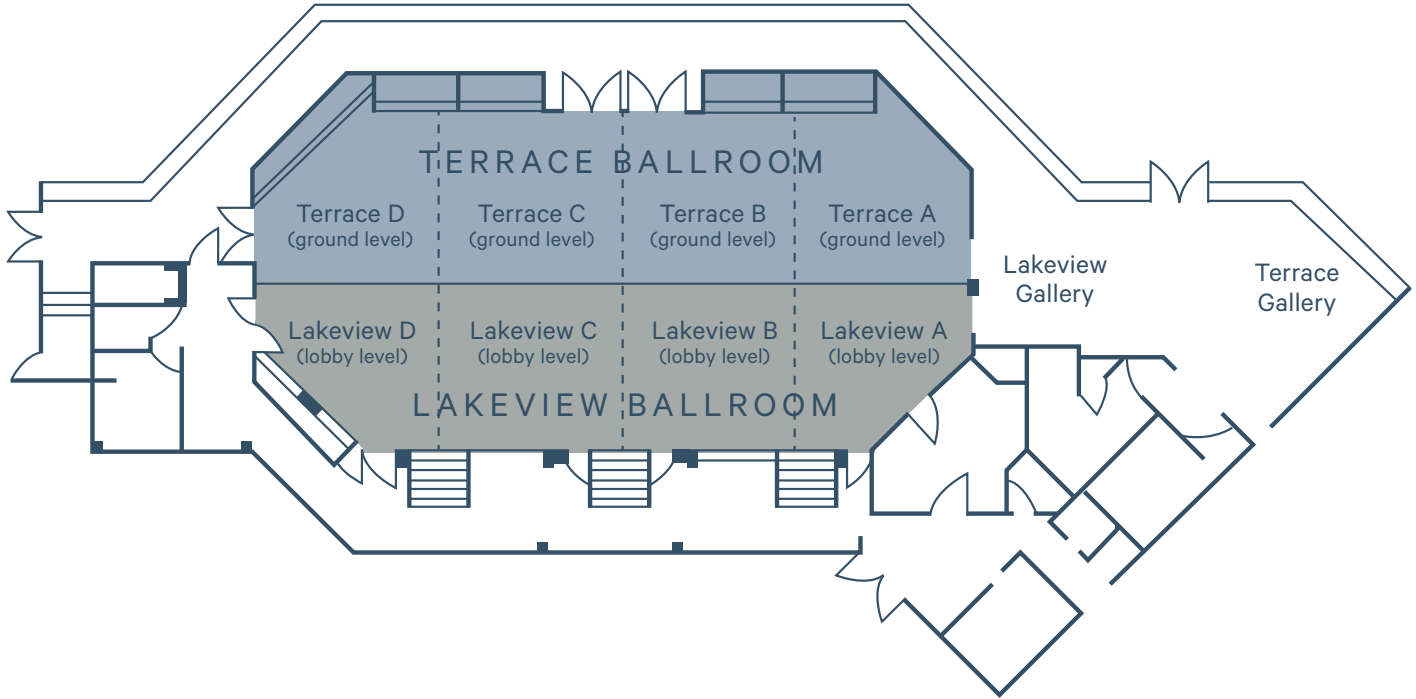 TERRACE BALLROOM
Terrace D
(ground level)
Terrace C
(ground level)
Terrace B
(ground level)
Terrace A
(ground level)
Lakeview
Gallery
Terrace
Gallery
Lakeview D
(lobby level)
Lakeview C
(lobby level)
Lakeview B
(lobby level)
Lakeview A
(lobby level)
LAKEVIEW BALLROOM